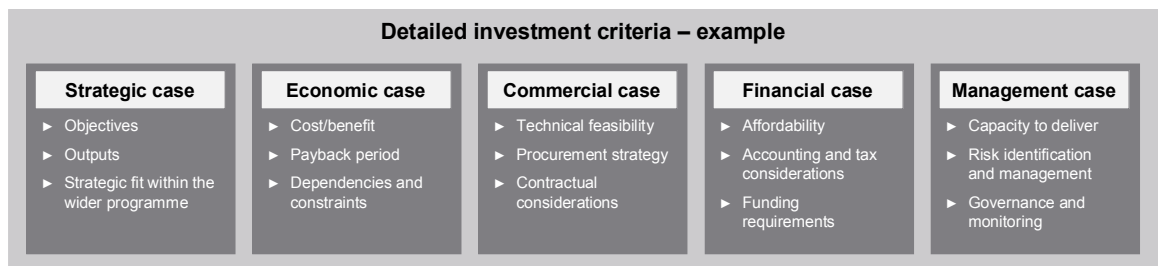 Detailed investment criteria – example
Strategic case
► Objectives
► Outputs
► Strategic fit within the
wider programme
Economic case
► Cost/benefit
► Payback period
► Dependencies and
constraints
Commercial case
► Technical feasibility
► Procurement strategy
► Contractual
considerations
Financial case
► Affordability
► Accounting and tax
considerations
► Funding
requirements
Management case
► Capacity to deliver
► Risk identification
and management
► Governance and
monitoring